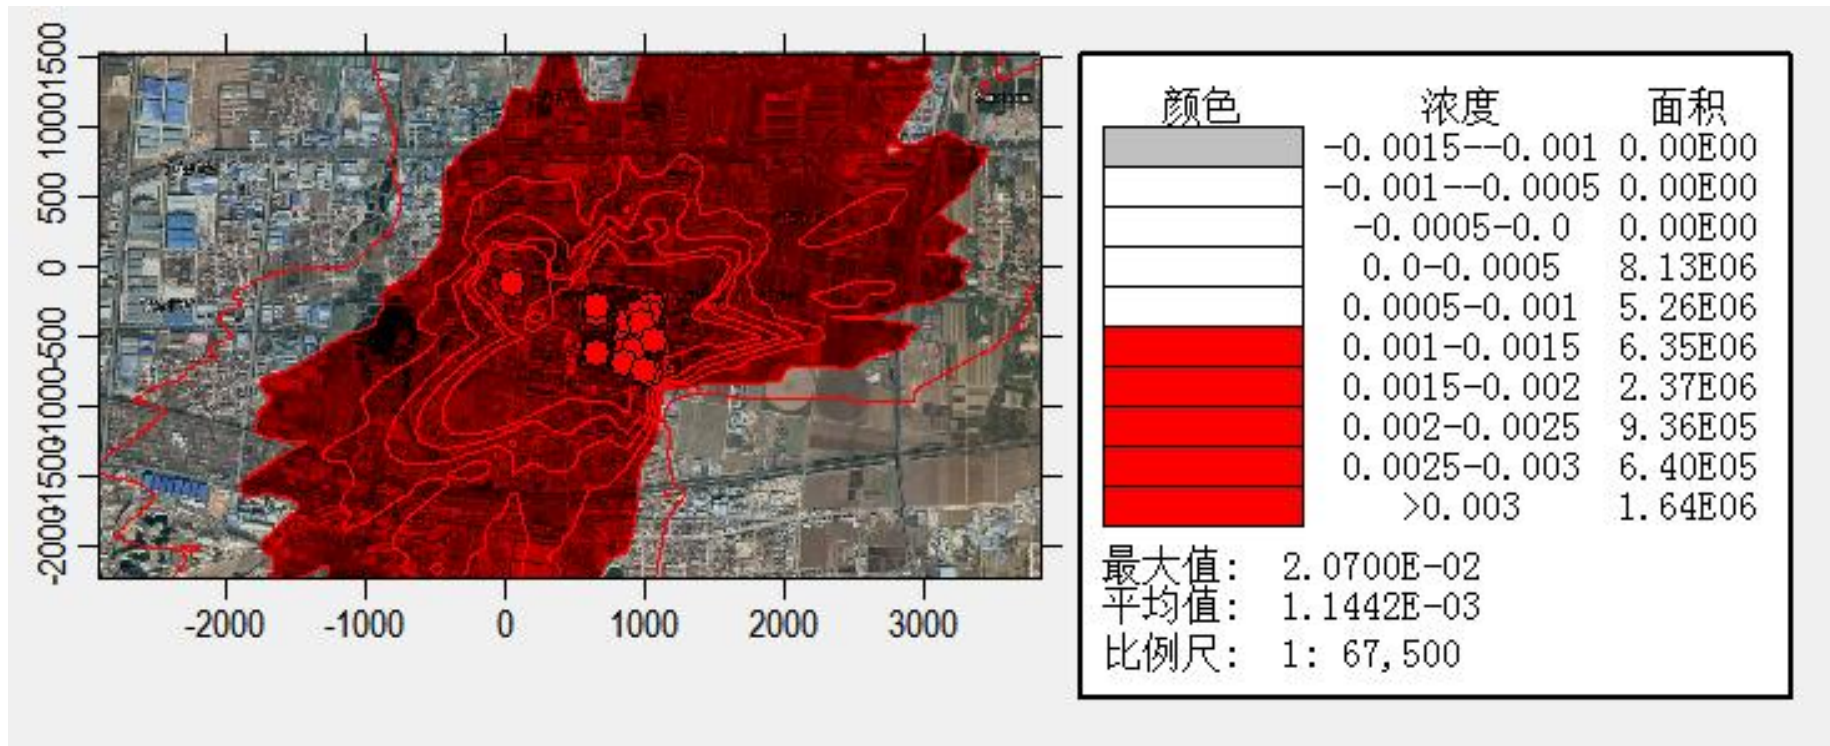 1500
1000
500
0
-500
-1000
-1500
-2000
-2000 -1000 0 1000 2000 3000
颜色 浓度 面积
-0.0015--0.001 0.00E00
-0.001--0.0005 0.00E00
-0.0005-0.0 0.00E00
0.0-0.0005 8.13E06
0.0005-0.001 5.26E06
0.001-0.0015 6.35E06
0.0015-0.002 2.37E06
0.002-0.0025 9.36E05
0.0025-0.003 6.40E05
>0.003 1.64E06
最大值: 2.0700E-02
平均值: 1.1442E-03
比例尺: 1: 67,500